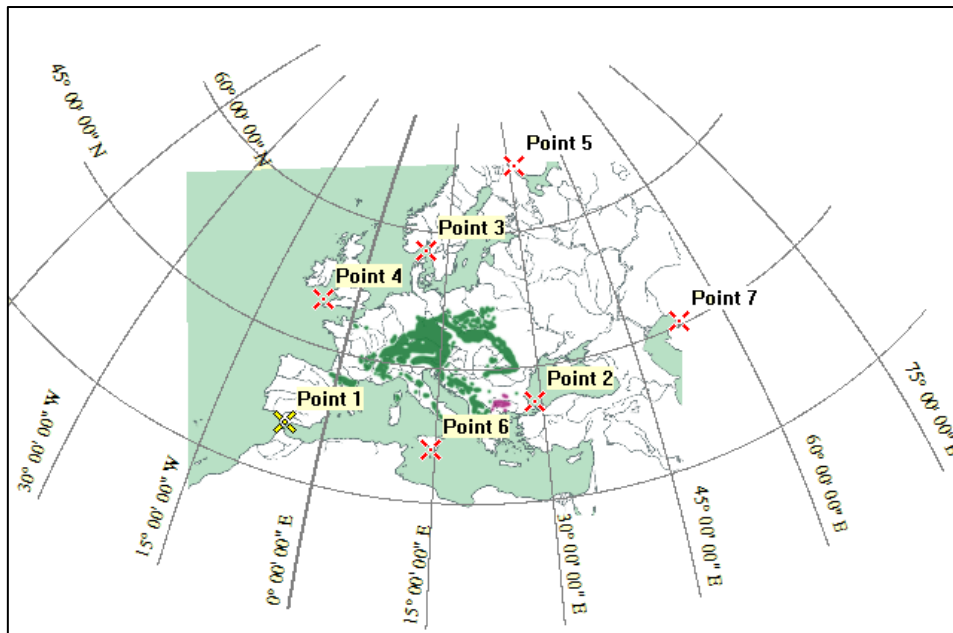 45° 00' 00" N
60° 00' 00" N
Point 5
Point 3
Point 4
Point 7
Point 2
Point 1
Point 6
30° 00' 00" W
15° 00' 00" W
0° 00' 00" E
15° 00' 00" E
30° 00' 00" E
45° 00' 00" E
60° 00' 00" E
75° 00' 00" E